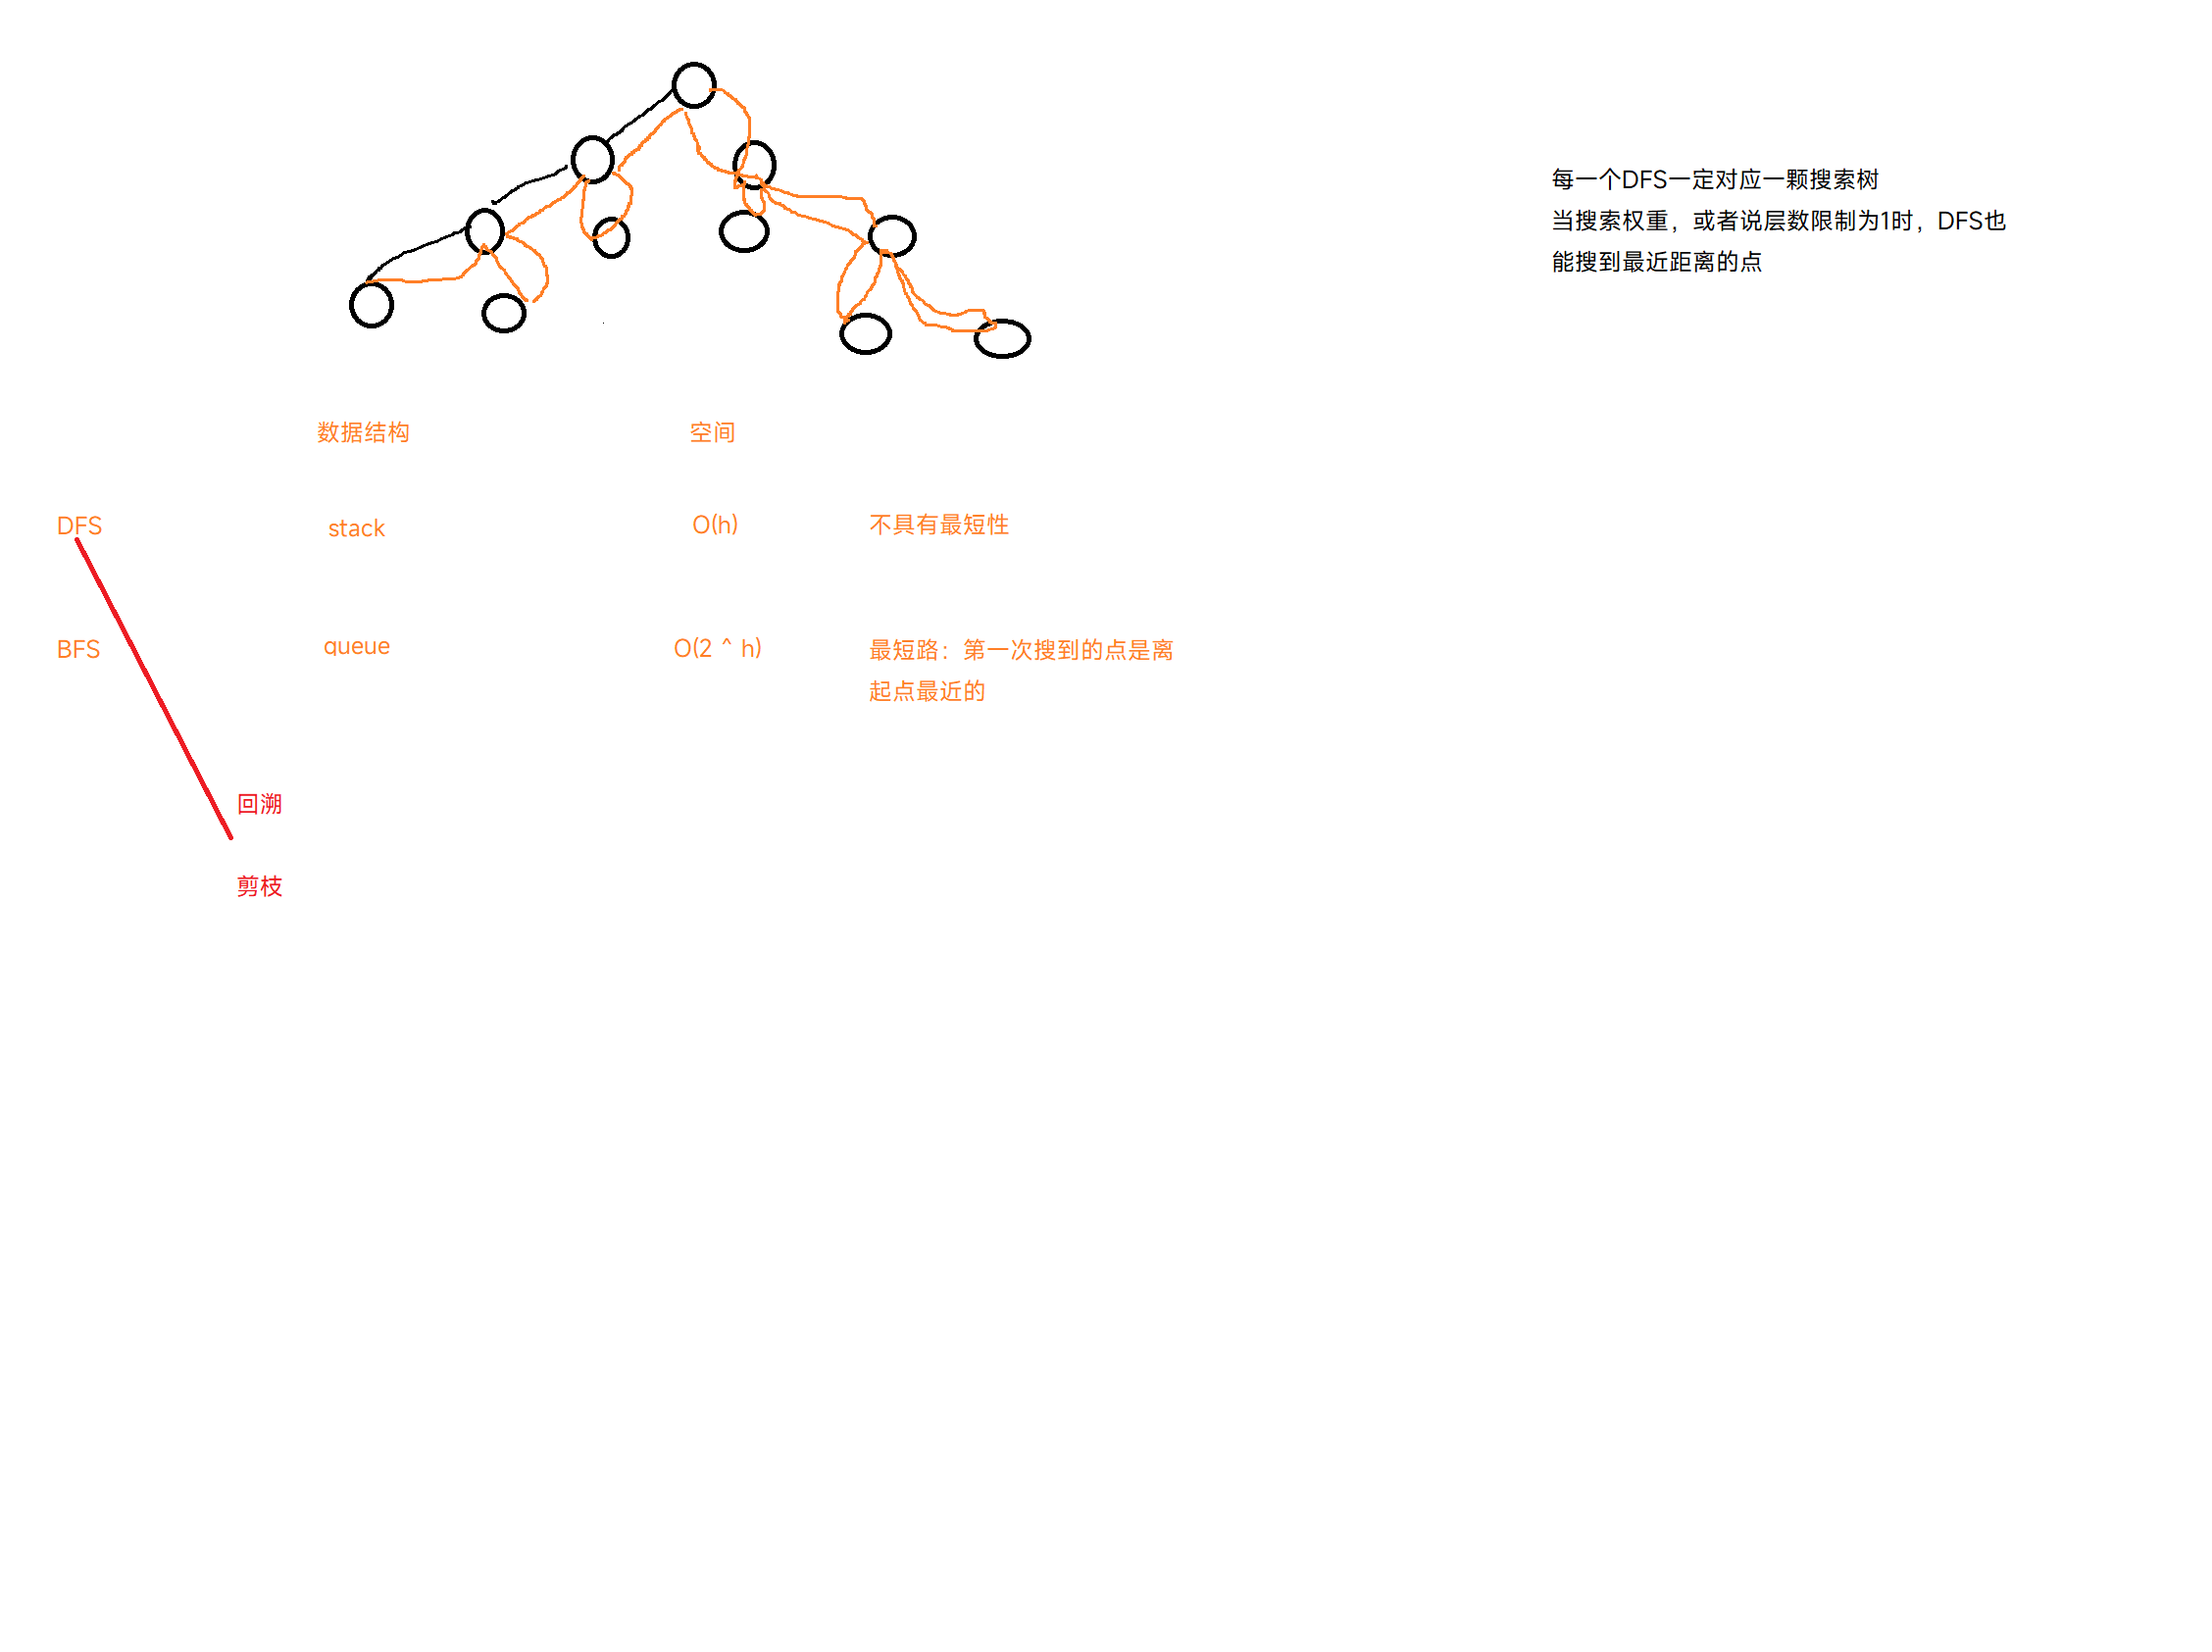 每一个DFS一定对应一颗搜索树
当搜索权重，或者说层数限制为1时，DFS也
能搜到最近距离的点
数据结构 空间
DFS stack O(h) 不具有最短性
BFS queue O(2 ^ h) 最短路：第一次搜到的点是离
起点最近的
回溯
剪枝